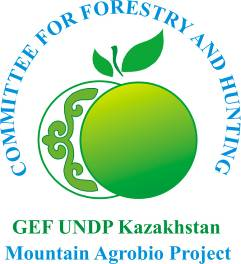 COMMITTEE FOR FORESTRY AND HUNTING
GEF UNDP Kazakhstan
Mountain Agrobio Project